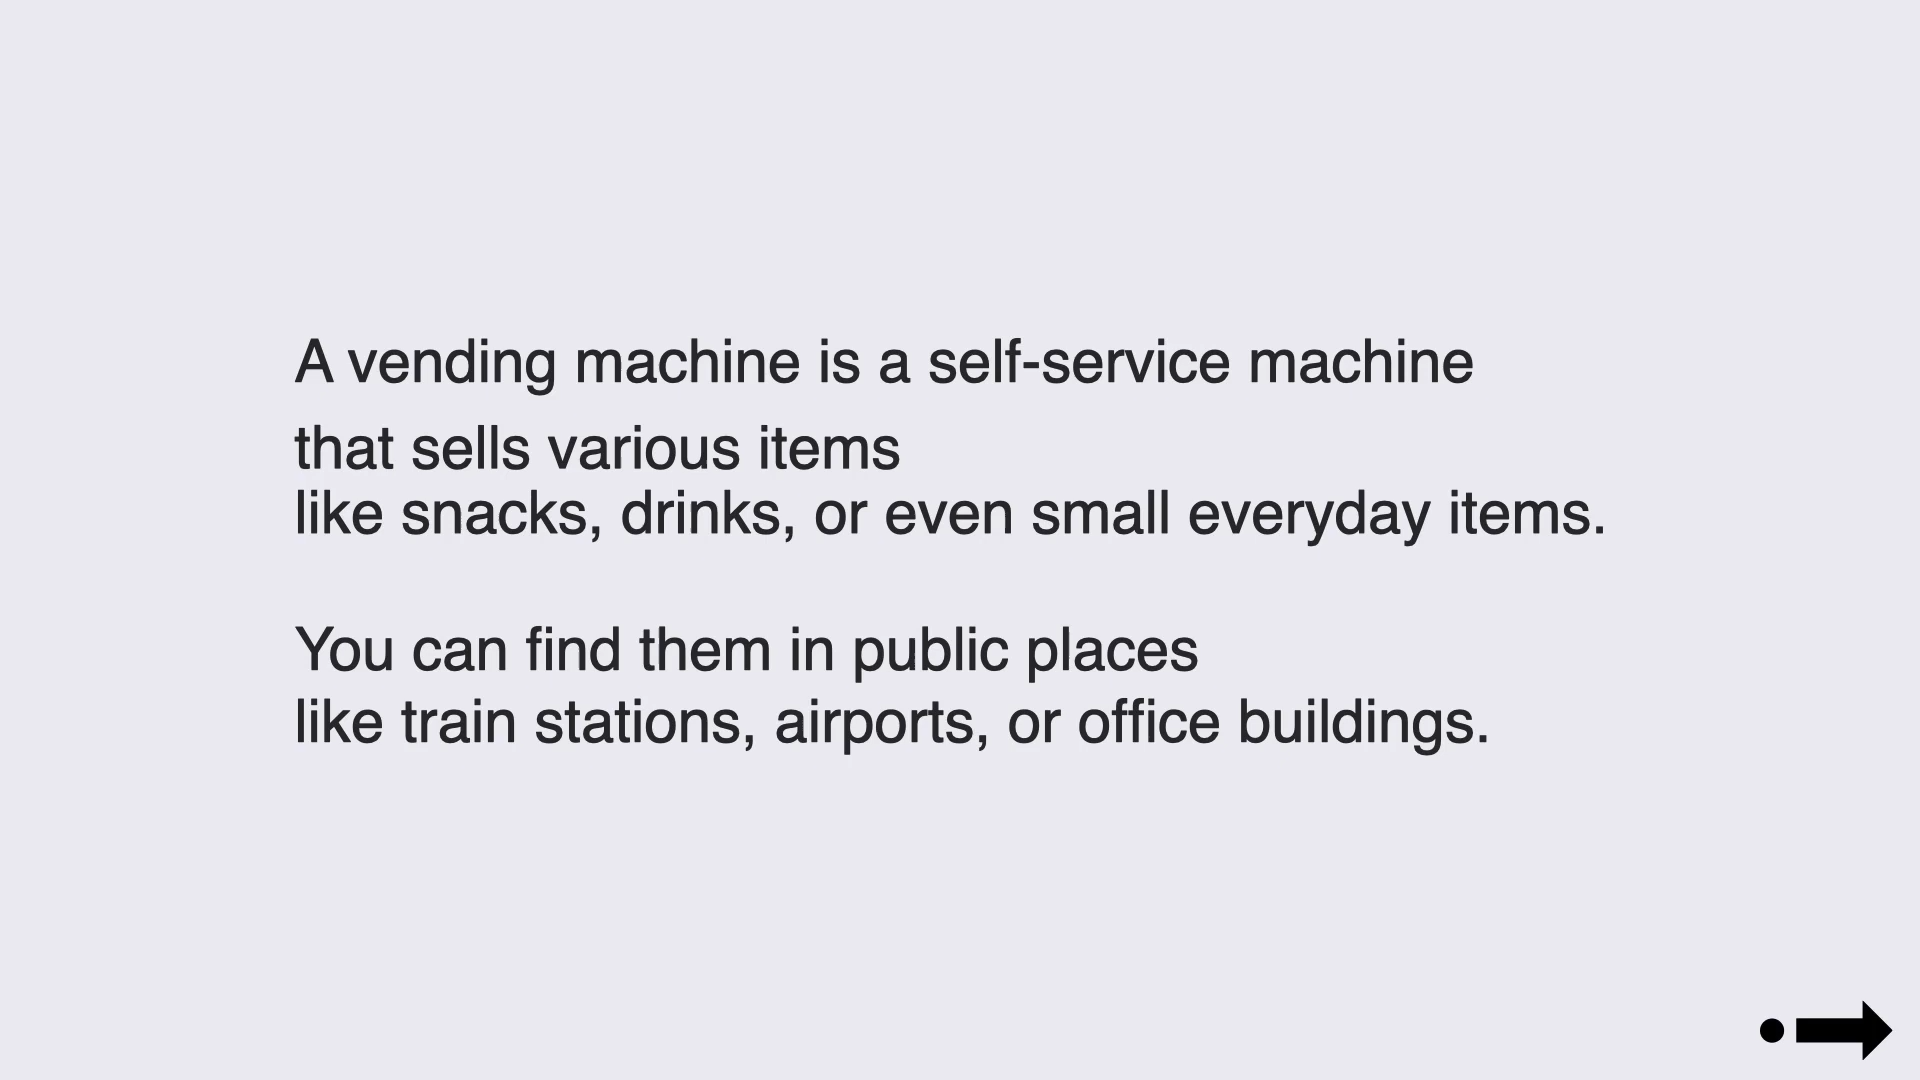 A vending machine is a self-service machine
that sells various items
like snacks, drinks, or even small everyday items.
You can find them in public places
like train stations, airports, or office buildings.